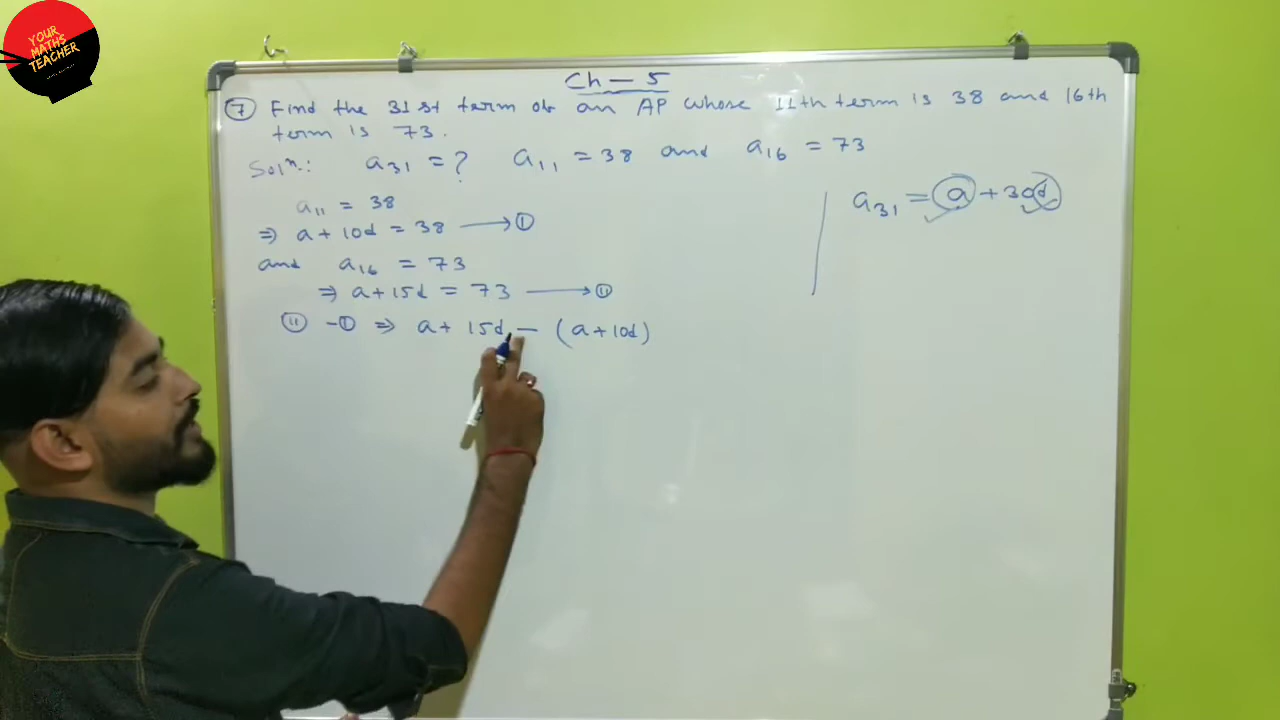 YOUR
MATHS
TEACHER
Ch - 5
7 Find the 31st term of an AP whose 11th term is 38 and 16th
term is 73.
Solⁿ: a₃₁ = ? a₁₁ = 38 and a₁₆ = 73
a₁₁ = 38
⇒ a + 10d = 38 ⟶ ①
and a₁₆ = 73
⇒ a + 15d = 73 ⟶ ⑪
⑪ - ① ⇒ a + 15d - (a + 10d)
a₃₁ = a + 30d